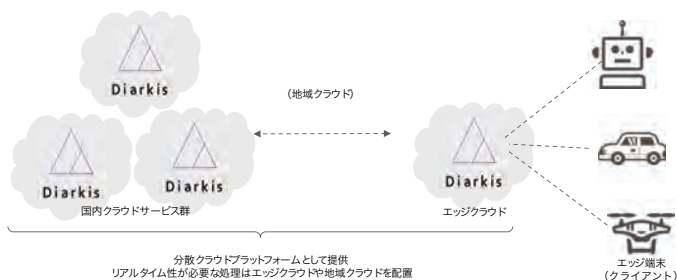 Diarkis
(地域クラウド)
Diarkis
Diarkis
Diarkis
国内クラウドサービス群
エッジクラウド
分散クラウドプラットフォームとして提供
リアルタイム性が必要な処理はエッジクラウドや地域クラウドを配置
エッジ端末
(クライアント)